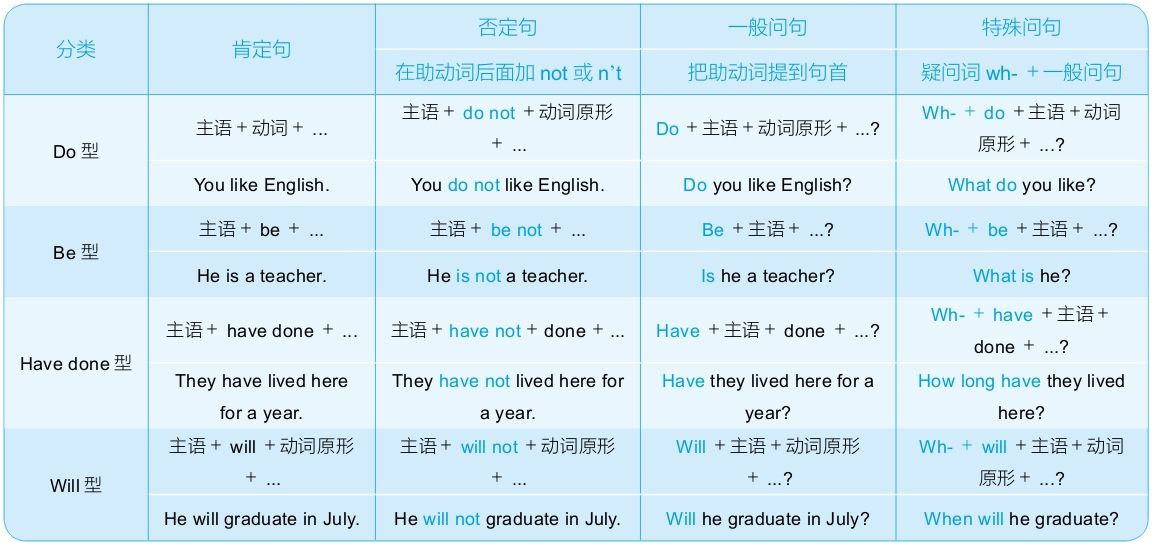 分类
肯定句
否定句
一般问句
特殊问句
在助动词后面加 not 或 n't
把助动词提到句首
疑问词 wh- +一般问句
Do 型
主语+动词+ ...
主语+ do not +动词原形
+ ...
Do +主语+动词原形+ ...?
Wh- + do +主语+动词
原形+ ...?
You like English.
You do not like English.
Do you like English?
What do you like?
Be 型
主语+ be + ...
主语+ be not + ...
Be +主语+ ...?
Wh- + be +主语+ ...?
He is a teacher.
He is not a teacher.
Is he a teacher?
What is he?
Have done 型
主语+ have done + ...
主语+ have not + done + ...
Have +主语+ done + ...?
Wh- + have +主语+
done + ...?
They have lived here
for a year.
They have not lived here for
a year.
Have they lived here for a
year?
How long have they lived
here?
Will 型
主语+ will +动词原形
+ ...
主语+ will not +动词原形
+ ...
Will +主语+动词原形
+ ...?
Wh- + will +主语+动词
原形+ ...?
He will graduate in July.
He will not graduate in July.
Will he graduate in July?
When will he graduate?